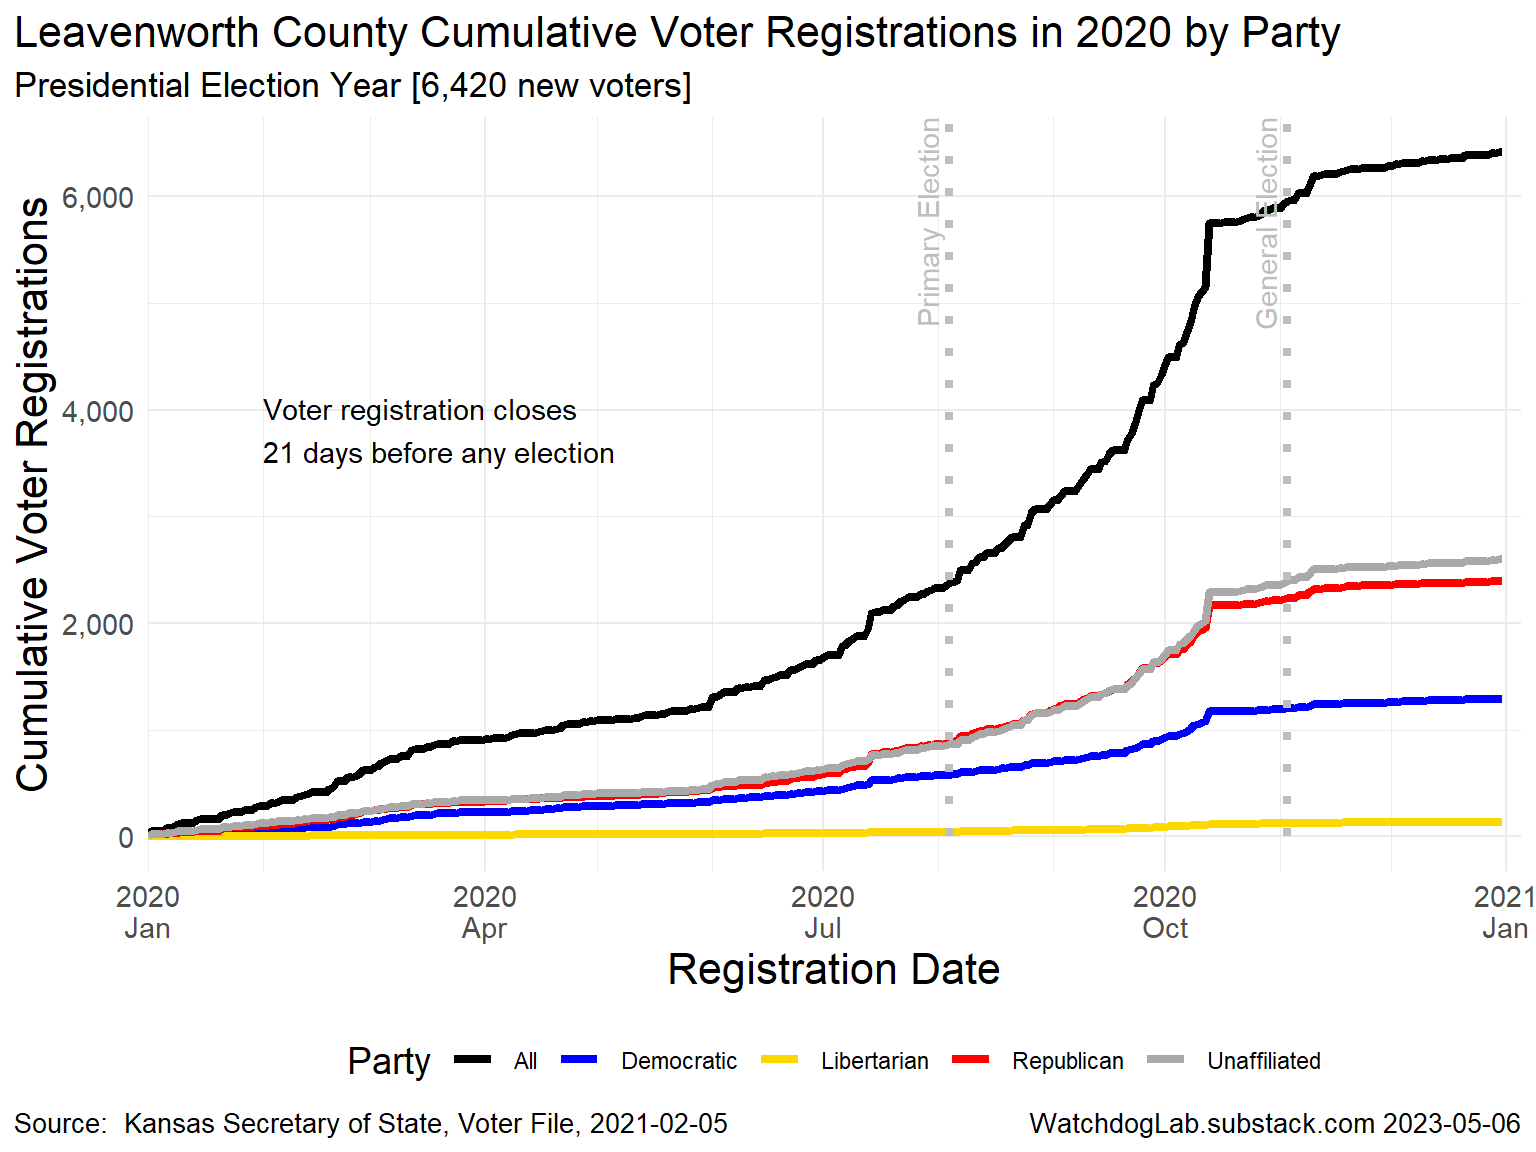 Leavenworth County Cumulative Voter Registrations in 2020 by Party
Presidential Election Year [6,420 new voters]
Cumulative Voter Registrations
6,000
4,000
2,000
0
Primary Election
General Election
Voter registration closes
21 days before any election
2020
Jan
2020
Apr
2020
Jul
2020
Oct
2021
Jan
Registration Date
Party All Democratic Libertarian Republican Unaffiliated
Source:  Kansas Secretary of State, Voter File, 2021-02-05
WatchdogLab.substack.com 2023-05-06